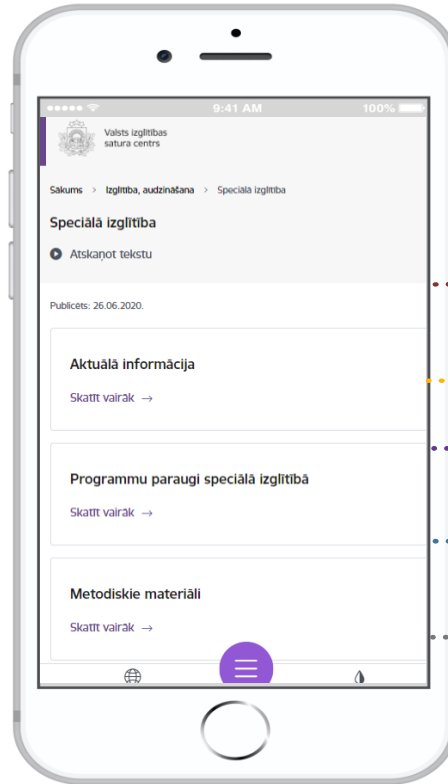 9:41 AM
100%
Valsts izglītības
satura centrs
Sākums > Izglītība, audzināšana > Speciālā izglītība
Speciālā izglītība
Atskaņot tekstu
Publicēts: 26.06.2020.
Aktuālā informācija
Skatīt vairāk →
Programmu paraugi speciālā izglītībā
Skatīt vairāk →
Metodiskie materiāli
Skatīt vairāk →